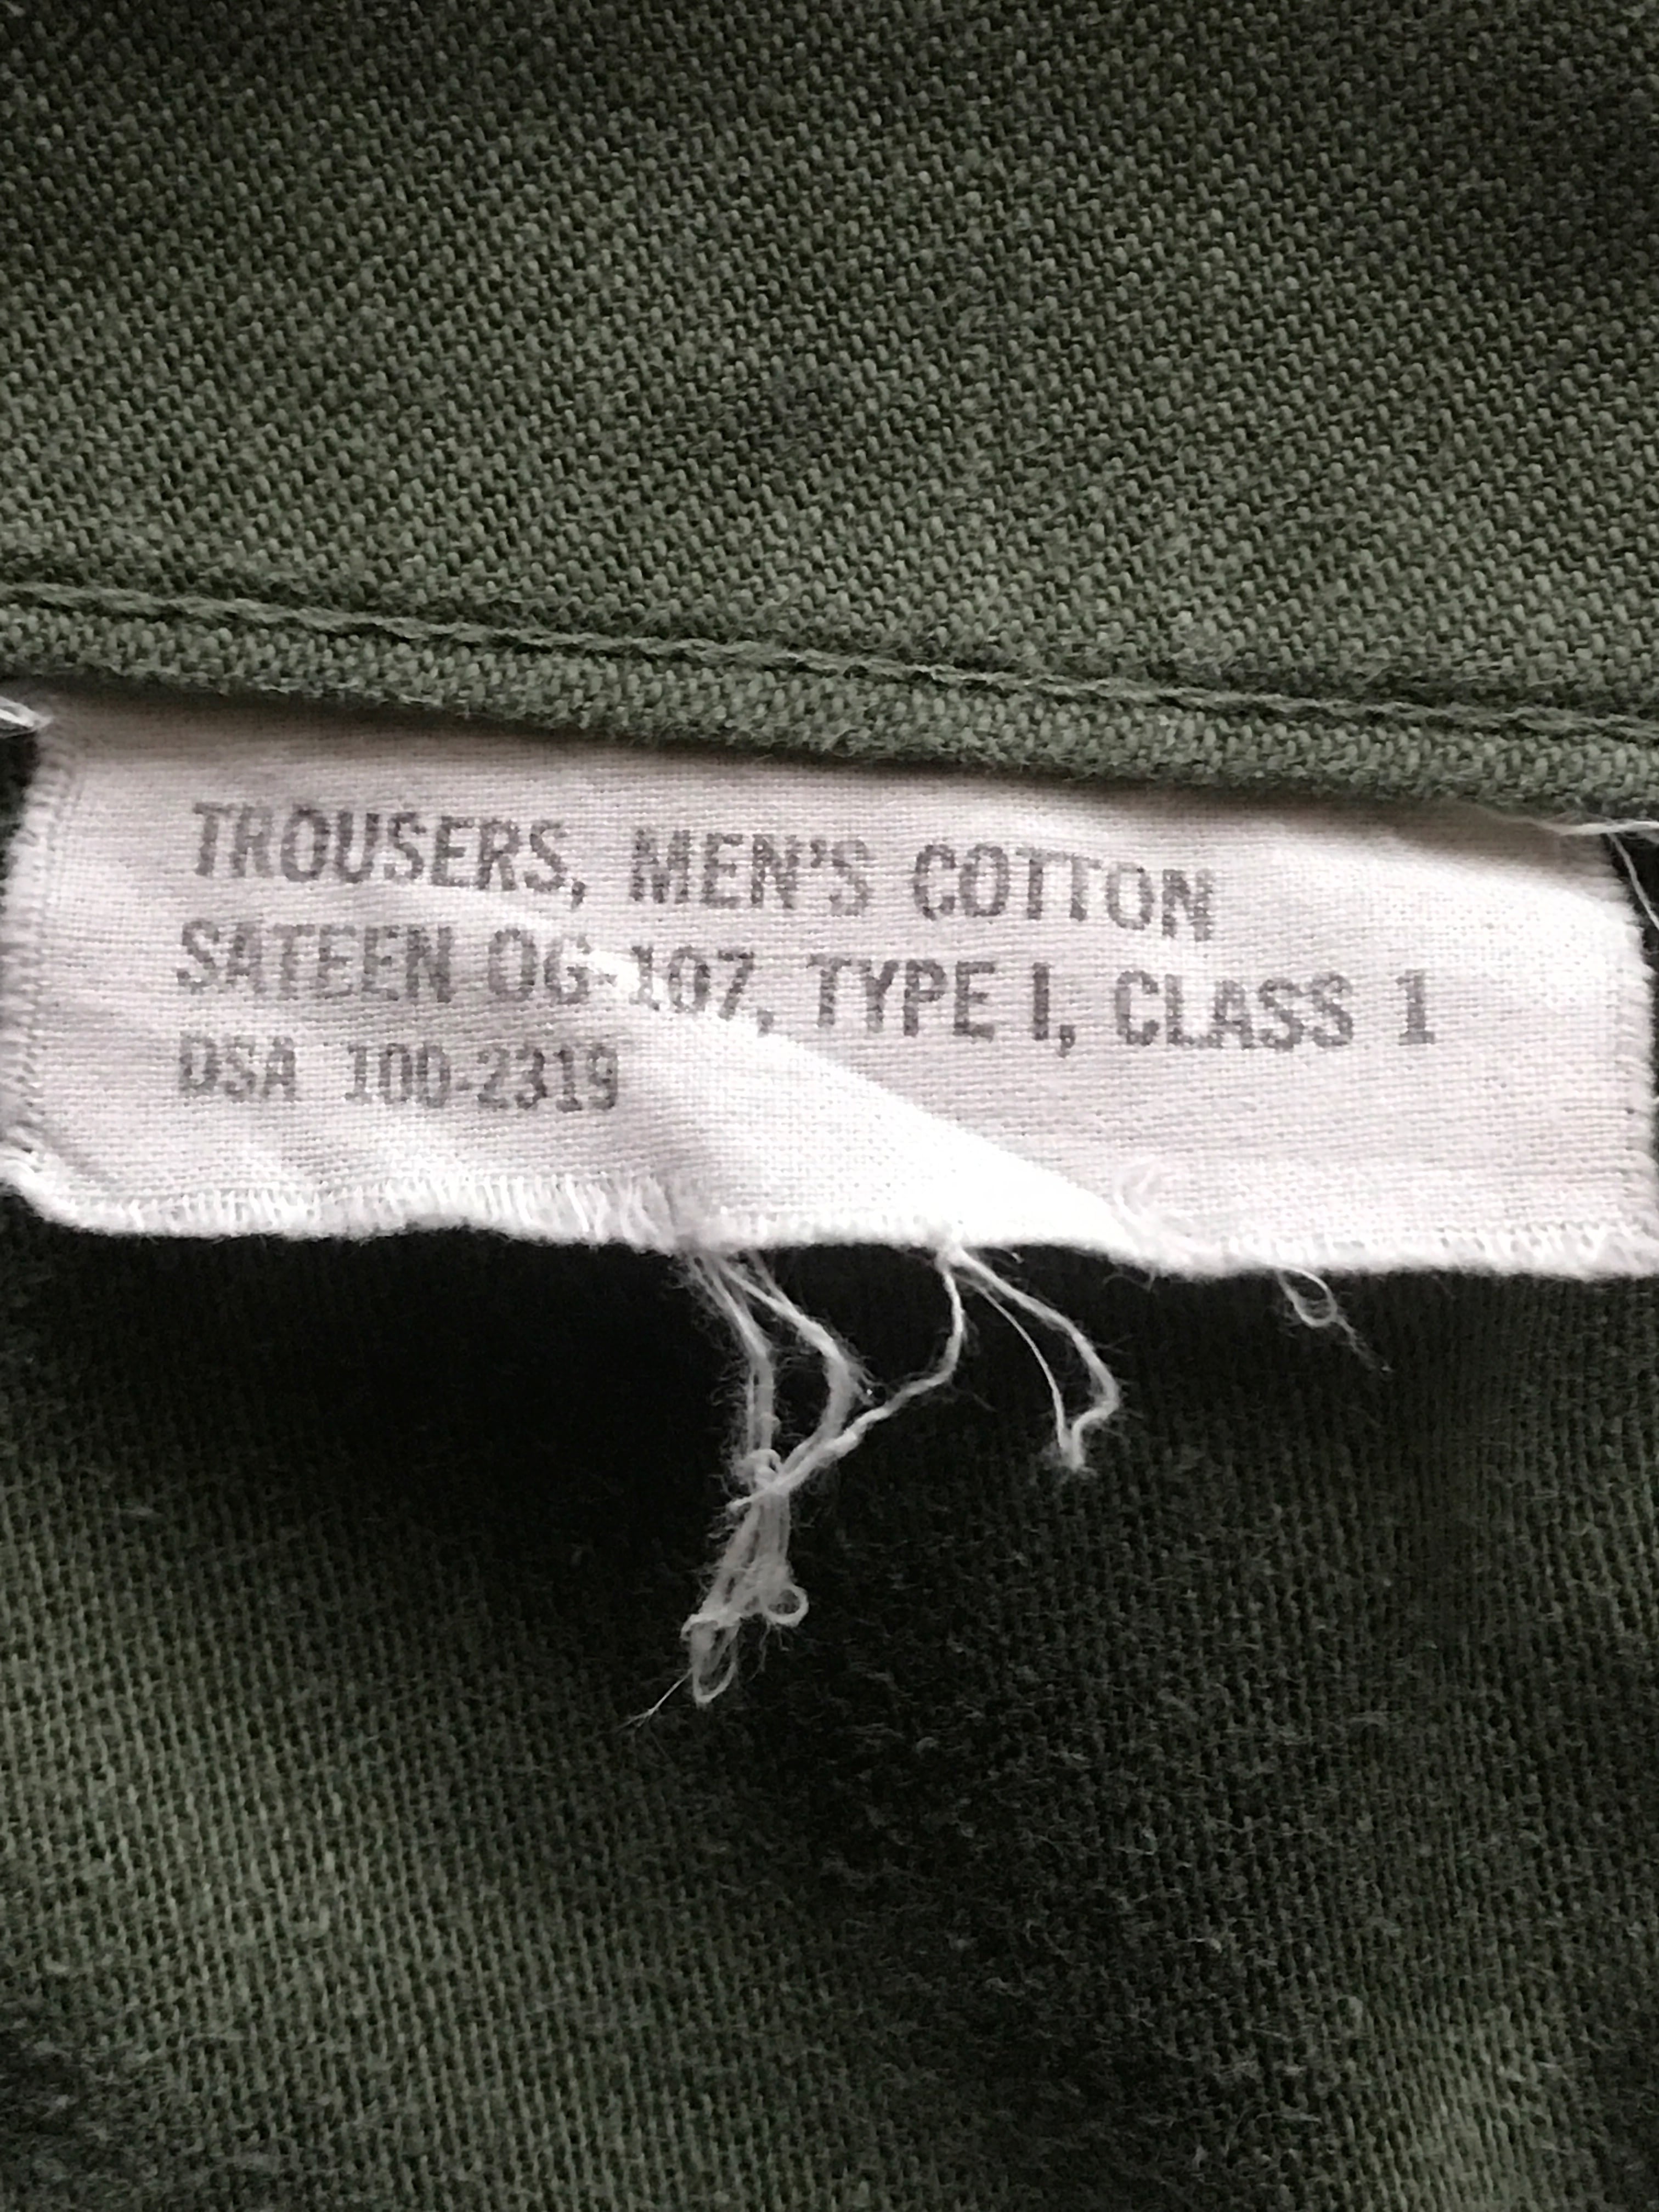 TROUSERS, MEN'S COTTON
SATEEN OG-107, TYPE I, CLASS 1
DSA 100-2319